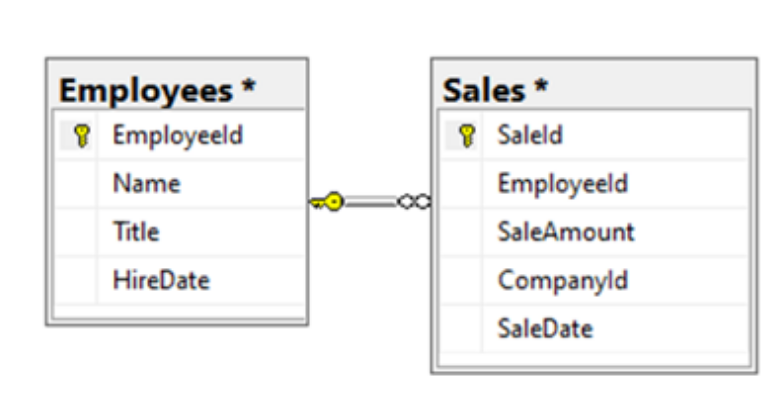 Employees *
EmployeeId
Name
Title
HireDate
Sales *
SaleId
EmployeeId
SaleAmount
CompanyId
SaleDate